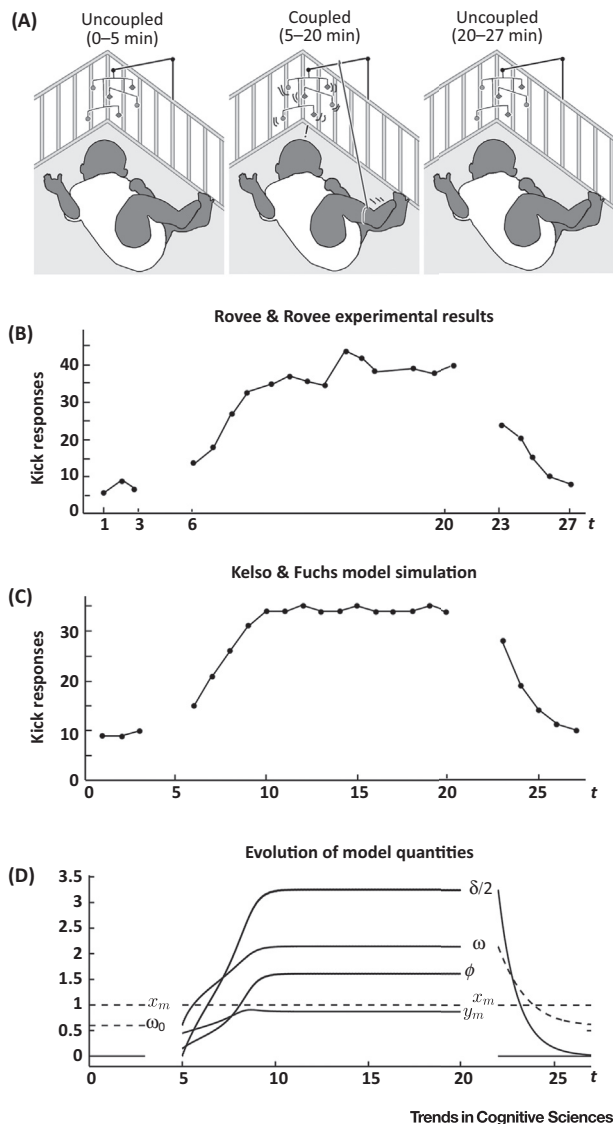 (A)
Uncoupled
(0–5 min)
Coupled
(5–20 min)
Uncoupled
(20–27 min)
!
Rovee & Rovee experimental results
(B)
Kick responses
40
30
20
10
0
1 3 6 20 23 27 t
Kelso & Fuchs model simulation
(C)
Kick responses
30
20
10
0
0 5 10 15 20 25 t
Evolution of model quantities
(D)
3.5
3
2.5
2
1.5
1
0.5
0
δ/2
ω
ϕ
x_m x_m
y_m
ω₀
0 5 10 15 20 25 t
Trends in Cognitive Sciences